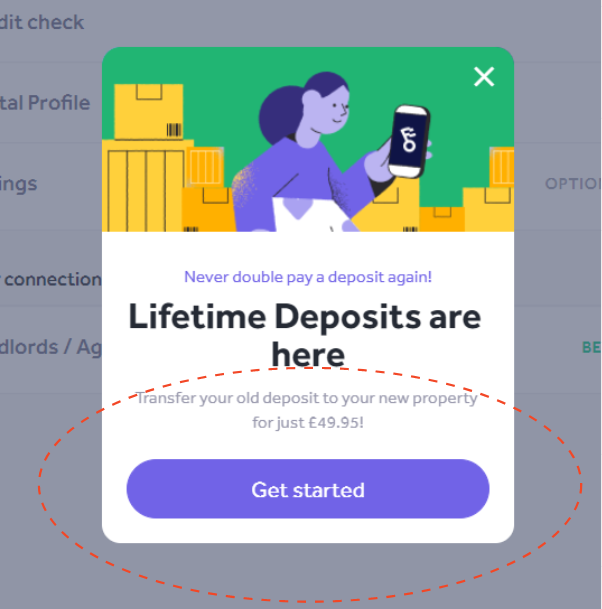 dit check
tal Profile
ings
OPTIO
connection
dlords / Ag
BE
Never double pay a deposit again!
Lifetime Deposits are
here
Transfer your old deposit to your new property
for just £49.95!
Get started